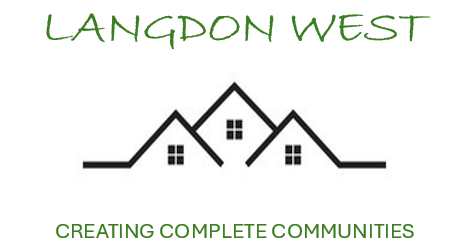 LANGDON WEST
CREATING COMPLETE COMMUNITIES